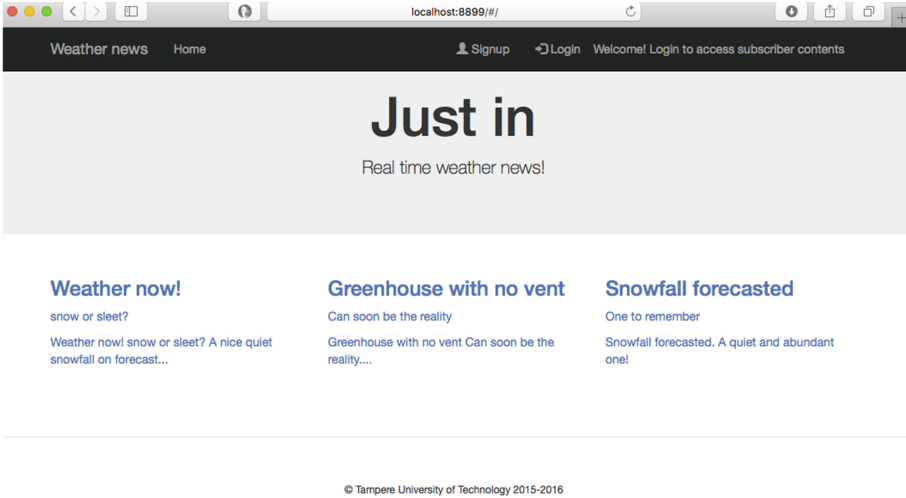 localhost:8899/#/
Weather news Home Signup Login Welcome! Login to access subscriber contents
Just in
Real time weather news!
Weather now!
snow or sleet?
Weather now! snow or sleet? A nice quiet
snowfall on forecast...
Greenhouse with no vent
Can soon be the reality
Greenhouse with no vent Can soon be the
reality....
Snowfall forecasted
One to remember
Snowfall forecasted. A quiet and abundant
one!
© Tampere University of Technology 2015-2016